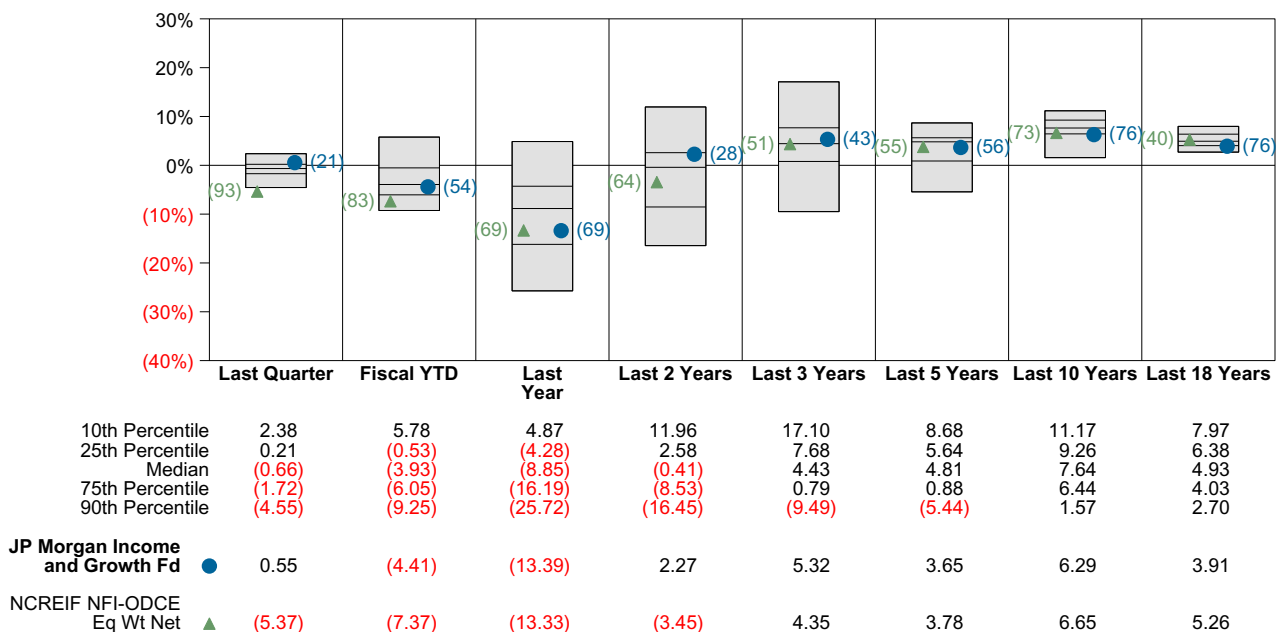 30%
20%
10%
0%
(10%)
(20%)
(30%)
(40%)
(93) (21)
(83) (54)
(69) (69)
(64) (28)
(51) (43)
(55) (56)
(73) (76)
(40) (76)
Last Quarter Fiscal YTD Last Year Last 2 Years Last 3 Years Last 5 Years Last 10 Years Last 18 Years
10th Percentile 2.38 5.78 4.87 11.96 17.10 8.68 11.17 7.97
25th Percentile 0.21 (0.53) (4.28) 2.58 7.68 5.64 9.26 6.38
Median (0.66) (3.93) (8.85) (0.41) 4.43 4.81 7.64 4.93
75th Percentile (1.72) (6.05) (16.19) (8.53) 0.79 0.88 6.44 4.03
90th Percentile (4.55) (9.25) (25.72) (16.45) (9.49) (5.44) 1.57 2.70
JP Morgan Income
and Growth Fd 0.55 (4.41) (13.39) 2.27 5.32 3.65 6.29 3.91
NCREIF NFI-ODCE
Eq Wt Net (5.37) (7.37) (13.33) (3.45) 4.35 3.78 6.65 5.26